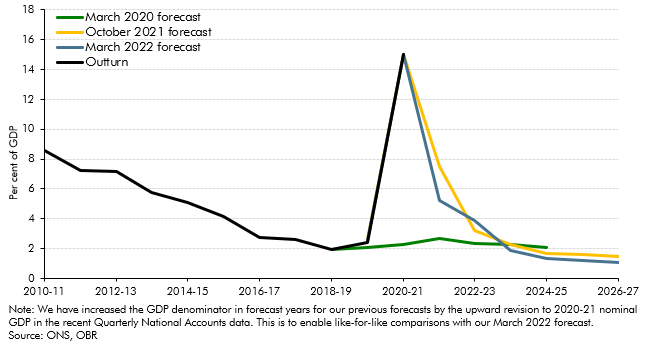 18
16
14
12
10
8
6
4
2
0
Per cent of GDP
March 2020 forecast
October 2021 forecast
March 2022 forecast
Outturn
2010-11 2012-13 2014-15 2016-17 2018-19 2020-21 2022-23 2024-25 2026-27
Note: We have increased the GDP denominator in forecast years for our previous forecasts by the upward revision to 2020-21 nominal
GDP in the recent Quarterly National Accounts data. This is to enable like-for-like comparisons with our March 2022 forecast.
Source: ONS, OBR